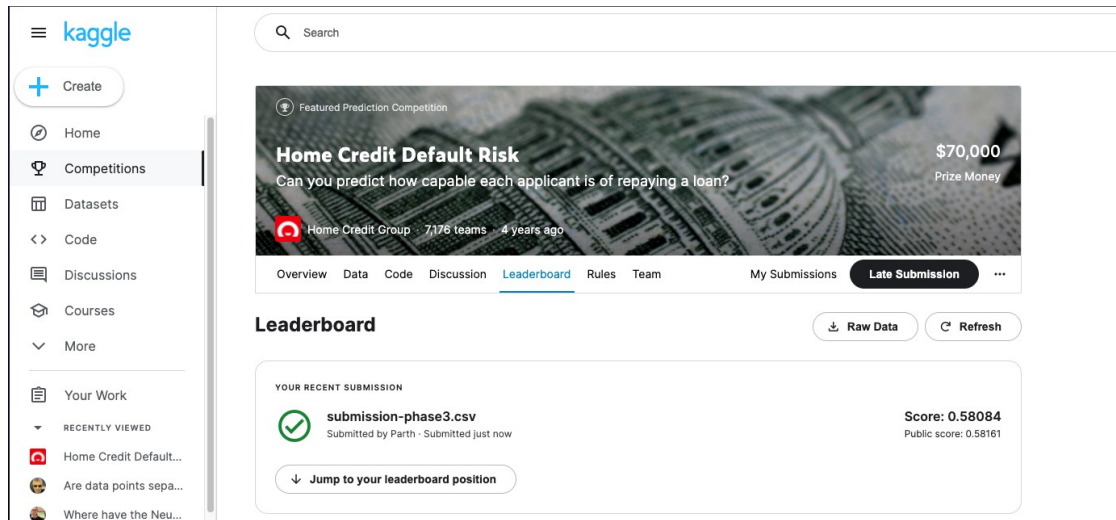 kaggle
Search
Create
Home
Competitions
Datasets
Code
Discussions
Courses
More
Your Work
RECENTLY VIEWED
Home Credit Default...
Are data points sepa...
Where have the Neu...
Featured Prediction Competition
Home Credit Default Risk
$70,000
Can you predict how capable each applicant is of repaying a loan?
Prize Money
Home Credit Group · 7,176 teams · 4 years ago
Overview Data Code Discussion Leaderboard Rules Team My Submissions Late Submission ...
Leaderboard
Raw Data Refresh
YOUR RECENT SUBMISSION
submission-phase3.csv Score: 0.58084
Submitted by Parth · Submitted just now Public score: 0.58161
Jump to your leaderboard position